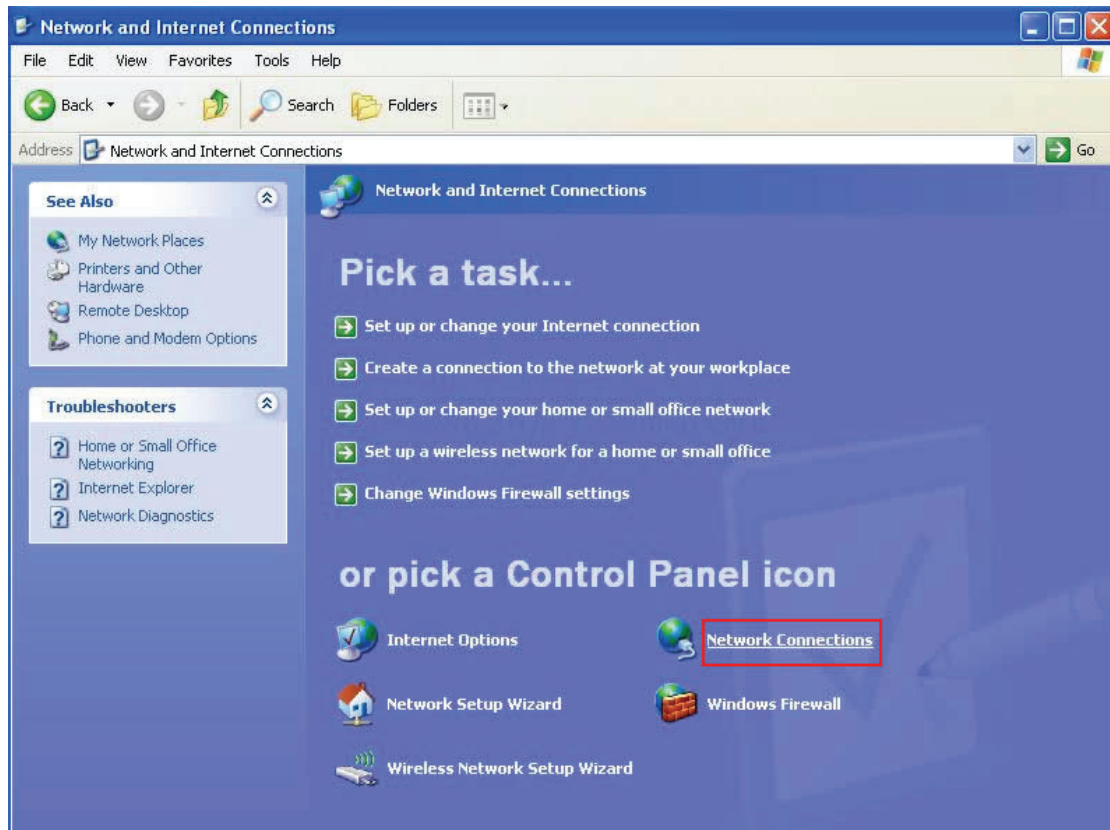 Network and Internet Connections
File Edit View Favorites Tools Help
Back Search Folders
Address Network and Internet Connections Go
See Also
My Network Places
Printers and Other
Hardware
Remote Desktop
Phone and Modem Options
Troubleshooters
? Home or Small Office
Networking
? Internet Explorer
? Network Diagnostics
Network and Internet Connections
Pick a task...
Set up or change your Internet connection
Create a connection to the network at your workplace
Set up or change your home or small office network
Set up a wireless network for a home or small office
Change Windows Firewall settings
or pick a Control Panel icon
Internet Options Network Connections
Network Setup Wizard Windows Firewall
Wireless Network Setup Wizard